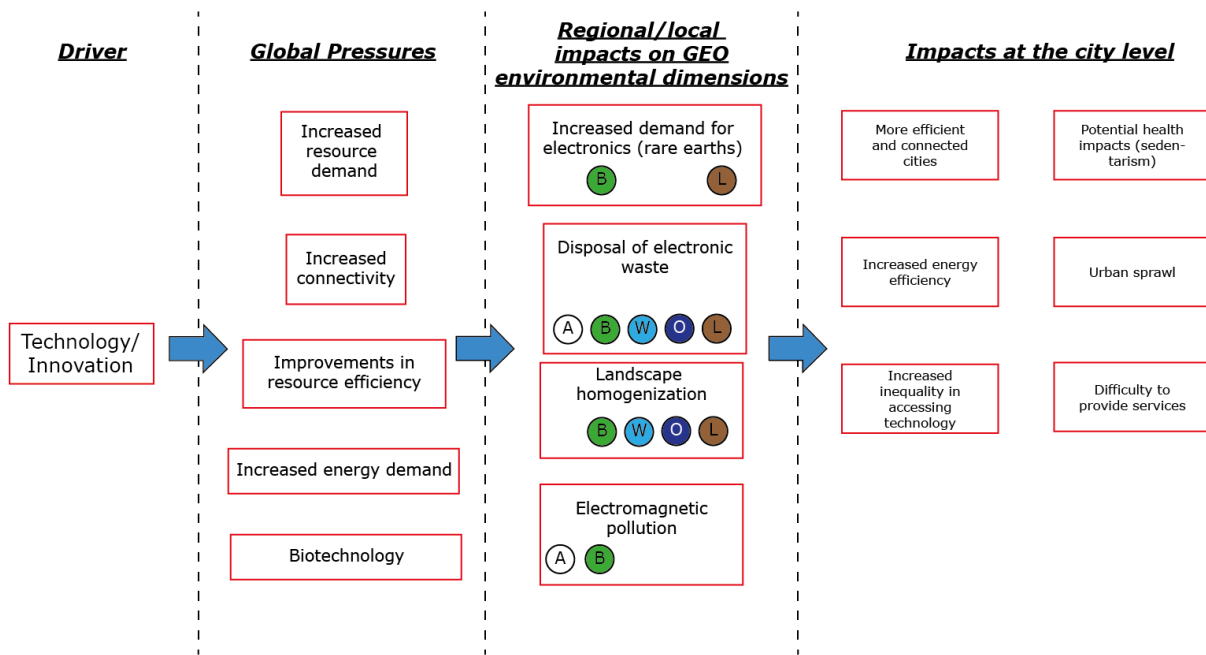 Driver
Global Pressures
Regional/local
impacts on GEO
environmental dimensions
Impacts at the city level
Technology/
Innovation
Increased
resource
demand
Increased
connectivity
Improvements in
resource efficiency
Increased energy demand
Biotechnology
Increased demand for
electronics (rare earths)
B L
Disposal of electronic
waste
A B W O L
Landscape
homogenization
B W O L
Electromagnetic
pollution
A B
More efficient
and connected
cities
Potential health
impacts (seden-
tarism)
Increased energy
efficiency
Urban sprawl
Increased
inequality in
accessing
technology
Difficulty to
provide services